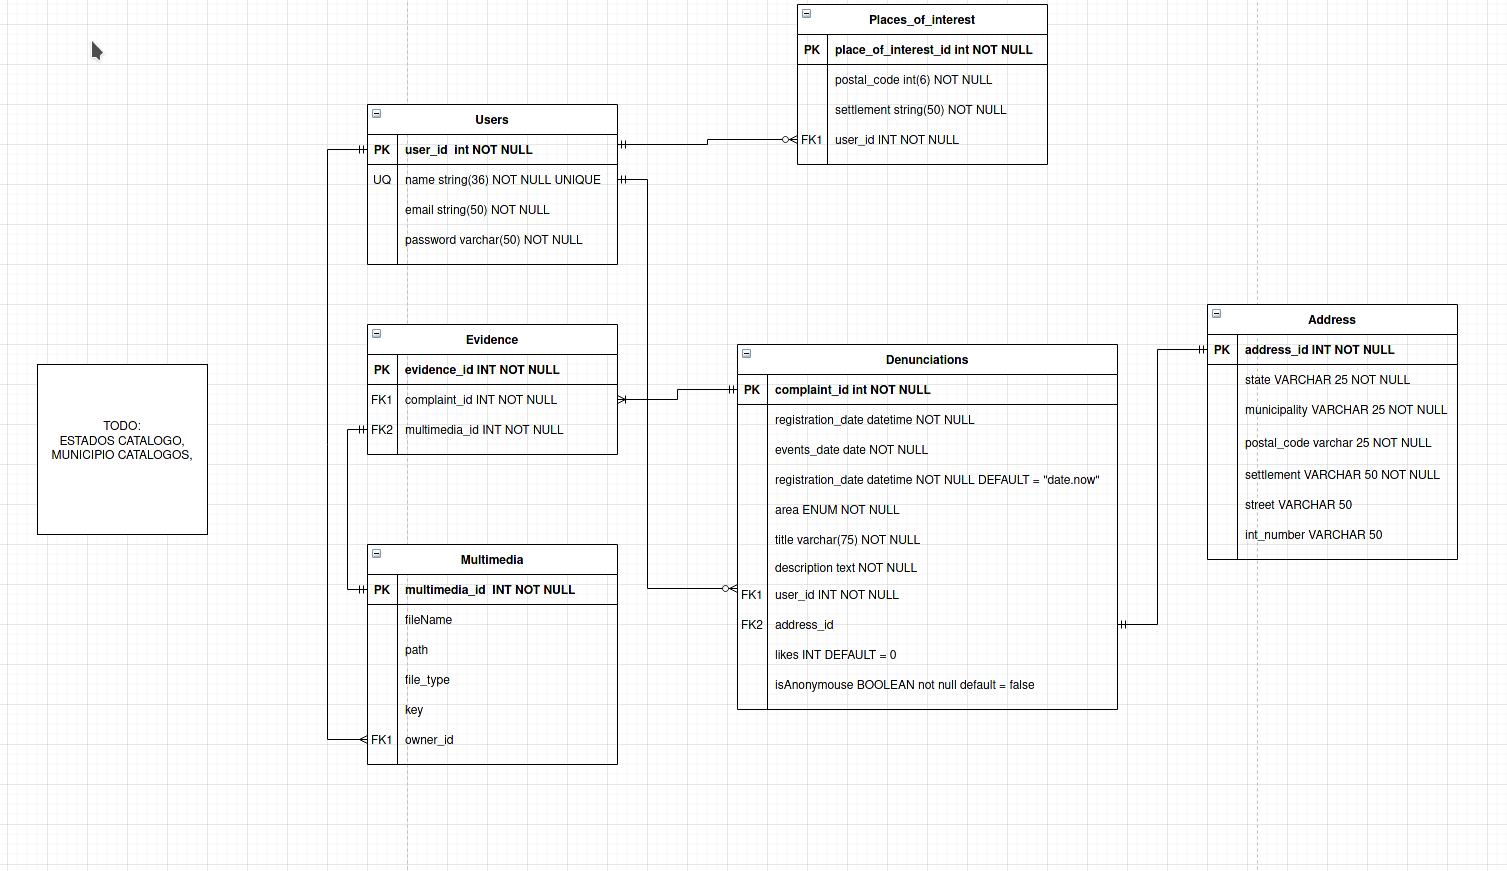 Places_of_interest
PK place_of_interest_id int NOT NULL
postal_code int(6) NOT NULL
settlement string(50) NOT NULL
FK1 user_id INT NOT NULL
Users
PK user_id  int NOT NULL
UQ name string(36) NOT NULL UNIQUE
email string(50) NOT NULL
password varchar(50) NOT NULL
Evidence
PK evidence_id INT NOT NULL
FK1 complaint_id INT NOT NULL
FK2 multimedia_id INT NOT NULL
Denunciations
PK complaint_id int NOT NULL
registration_date datetime NOT NULL
events_date date NOT NULL
registration_date datetime NOT NULL DEFAULT = "date.now"
area ENUM NOT NULL
title varchar(75) NOT NULL
description text NOT NULL
FK1 user_id INT NOT NULL
FK2 address_id
likes INT DEFAULT = 0
isAnonymouse BOOLEAN not null default = false
Address
PK address_id INT NOT NULL
state VARCHAR 25 NOT NULL
municipality VARCHAR 25 NOT NULL
postal_code varchar 25 NOT NULL
settlement VARCHAR 50 NOT NULL
street VARCHAR 50
int_number VARCHAR 50
TODO:
ESTADOS CATALOGO,
MUNICIPIO CATALOGOS,
Multimedia
PK multimedia_id  INT NOT NULL
fileName
path
file_type
key
FK1 owner_id